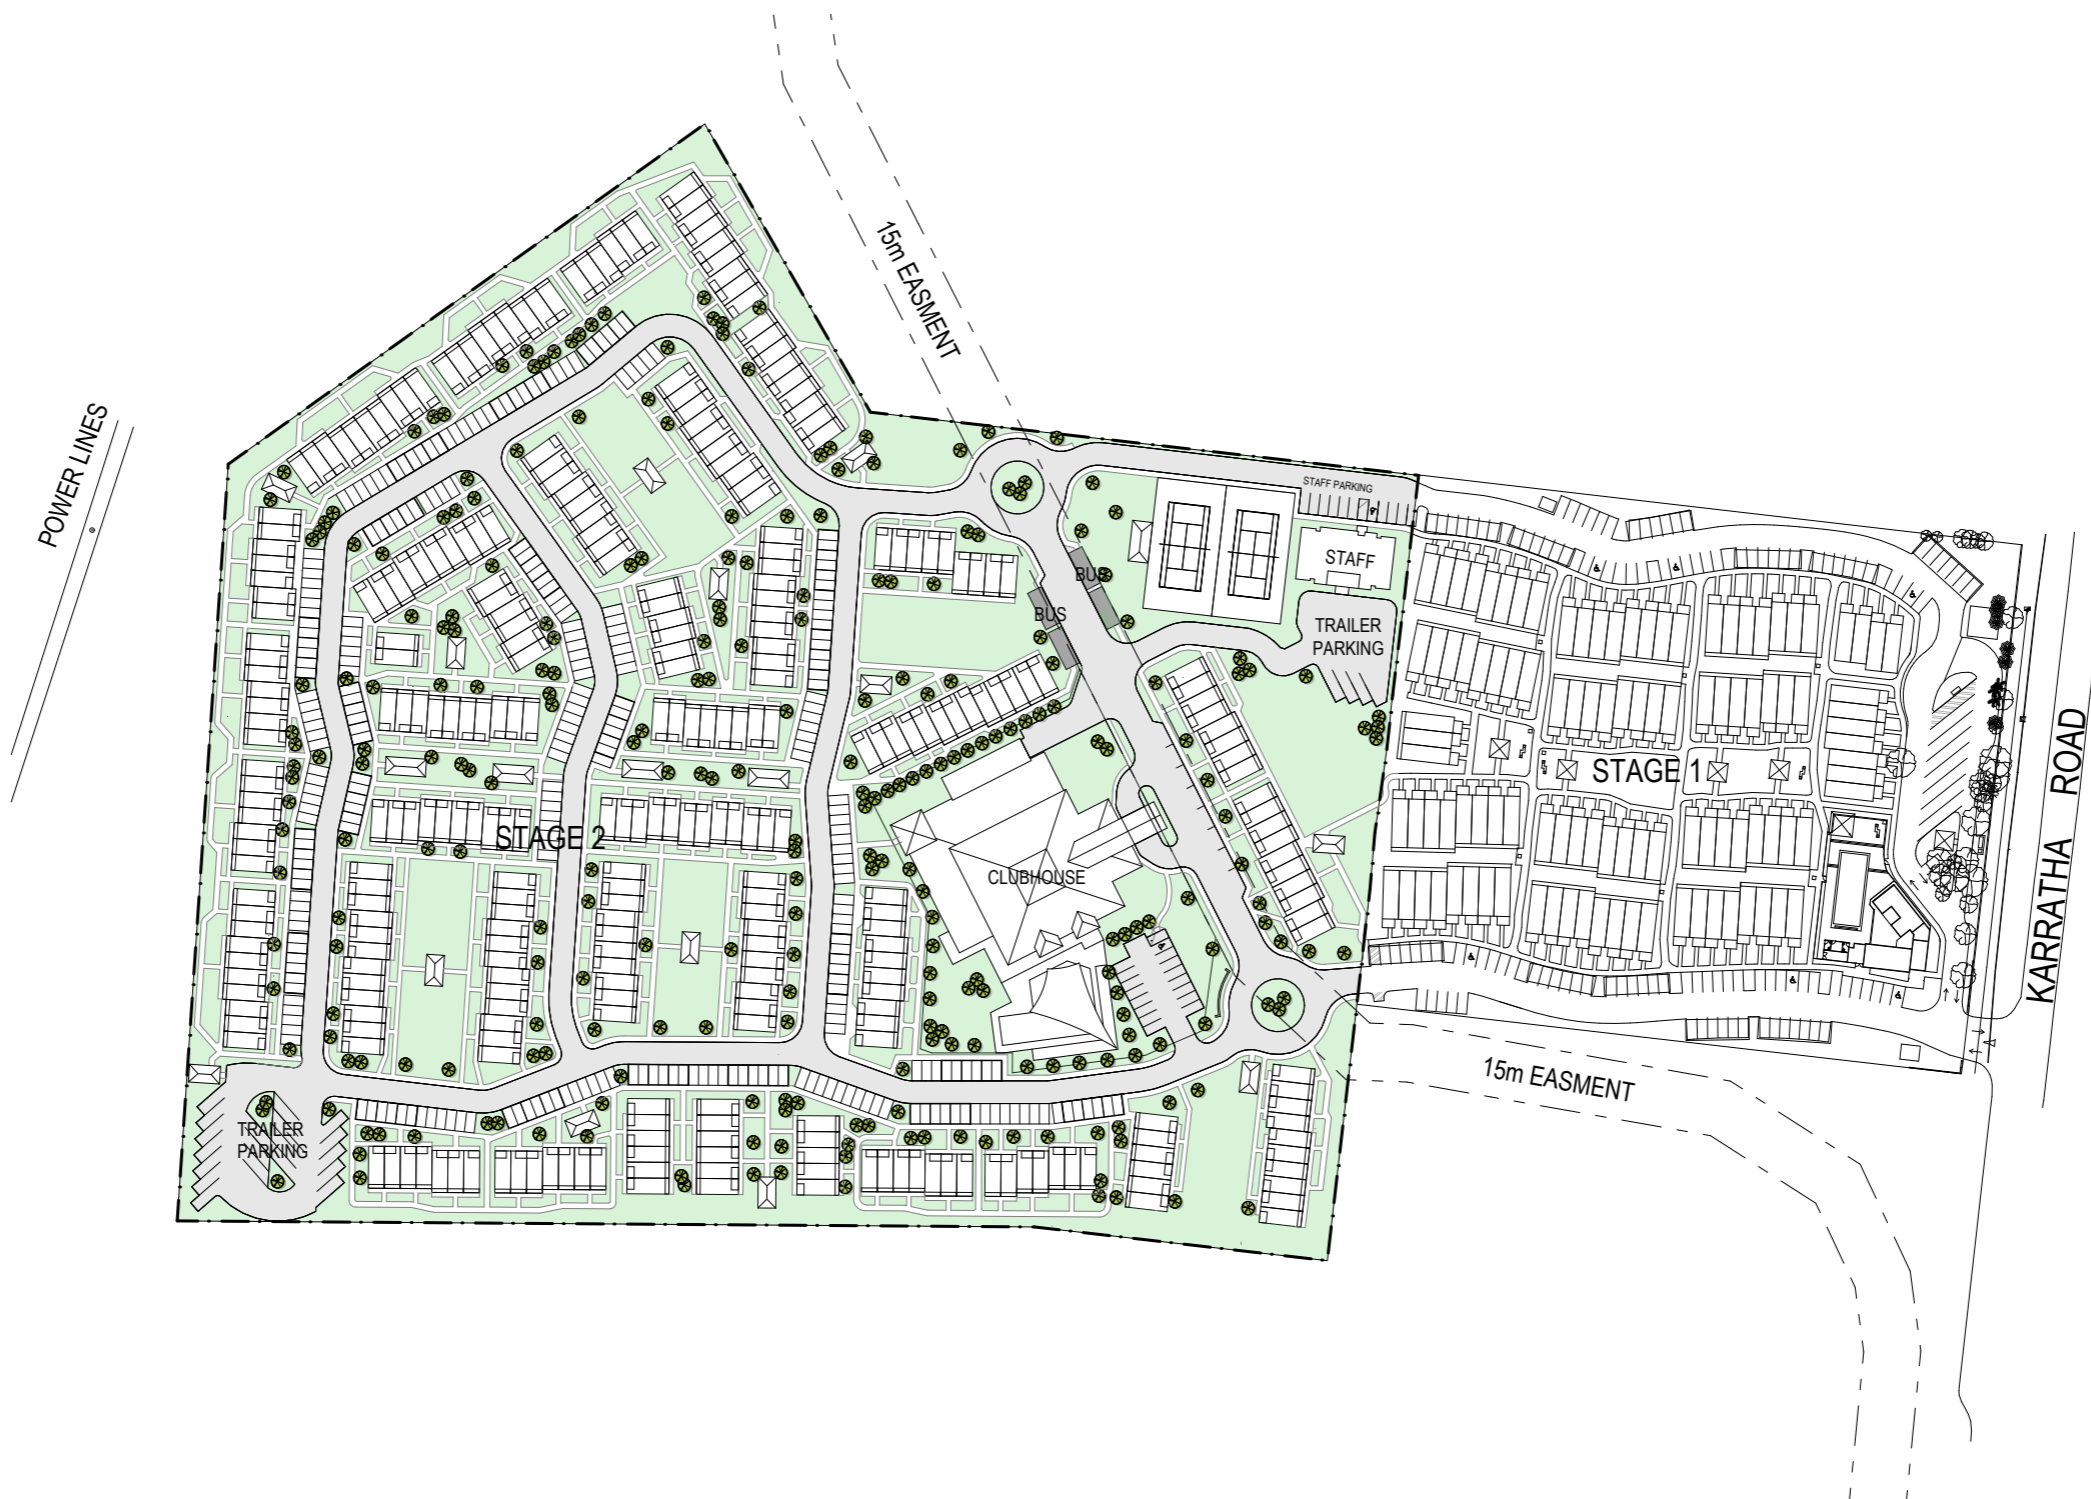 15m EASMENT
POWER LINES
STAFF PARKING
STAFF
BUS
BUS
TRAILER
PARKING
STAGE 1
KARRATHA ROAD
STAGE 2
CLUBHOUSE
15m EASMENT
TRAILER
PARKING